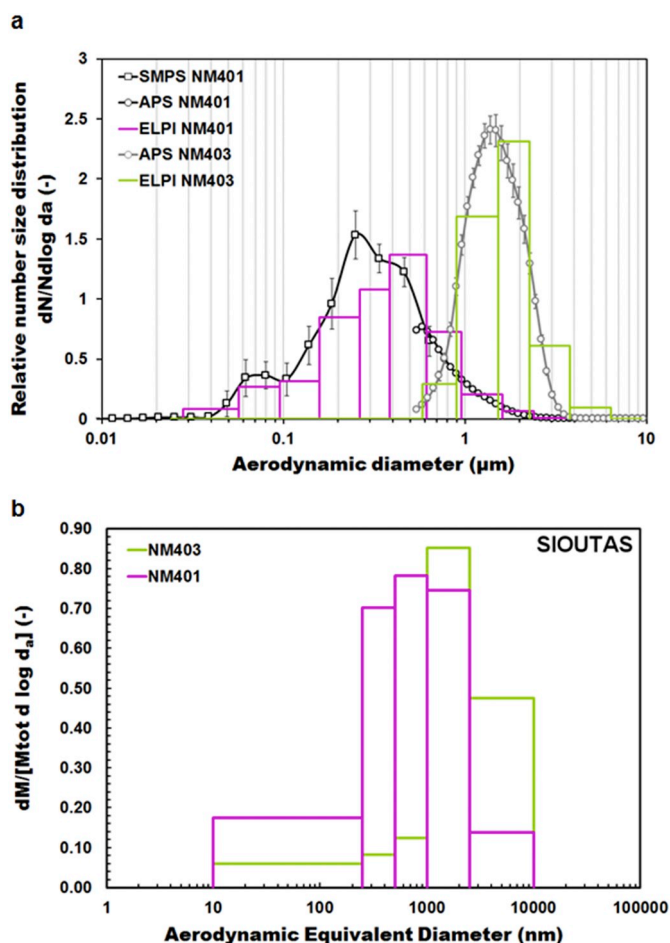 a
Relative number size distribution
dN/Ndlog da (-)
3
2.5
2
1.5
1
0.5
0
SMPS NM401
APS NM401
ELPI NM401
APS NM403
ELPI NM403
0.01
0.1
1
10
Aerodynamic diameter (µm)
b
dM/[Mtot d log da] (-)
0.90
0.80
0.70
0.60
0.50
0.40
0.30
0.20
0.10
0.00
NM403
NM401
SIOUTAS
1
10
100
1000
10000
100000
Aerodynamic Equivalent Diameter (nm)